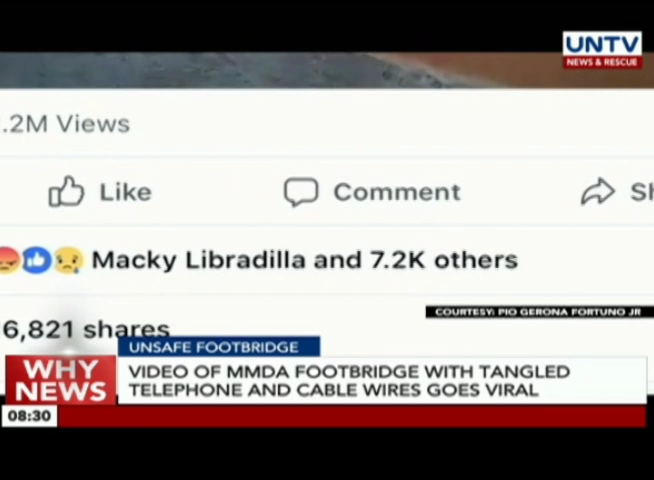 UNTV
NEWS & RESCUE
.2M Views
Like
Comment
Sh
Macky Libradilla and 7.2K others
6,821 shares
COURTESY: PIO GERONA FORTUNO JR
UNSAFE FOOTBRIDGE
WHY NEWS
VIDEO OF MMDA FOOTBRIDGE WITH TANGLED
TELEPHONE AND CABLE WIRES GOES VIRAL
08:30